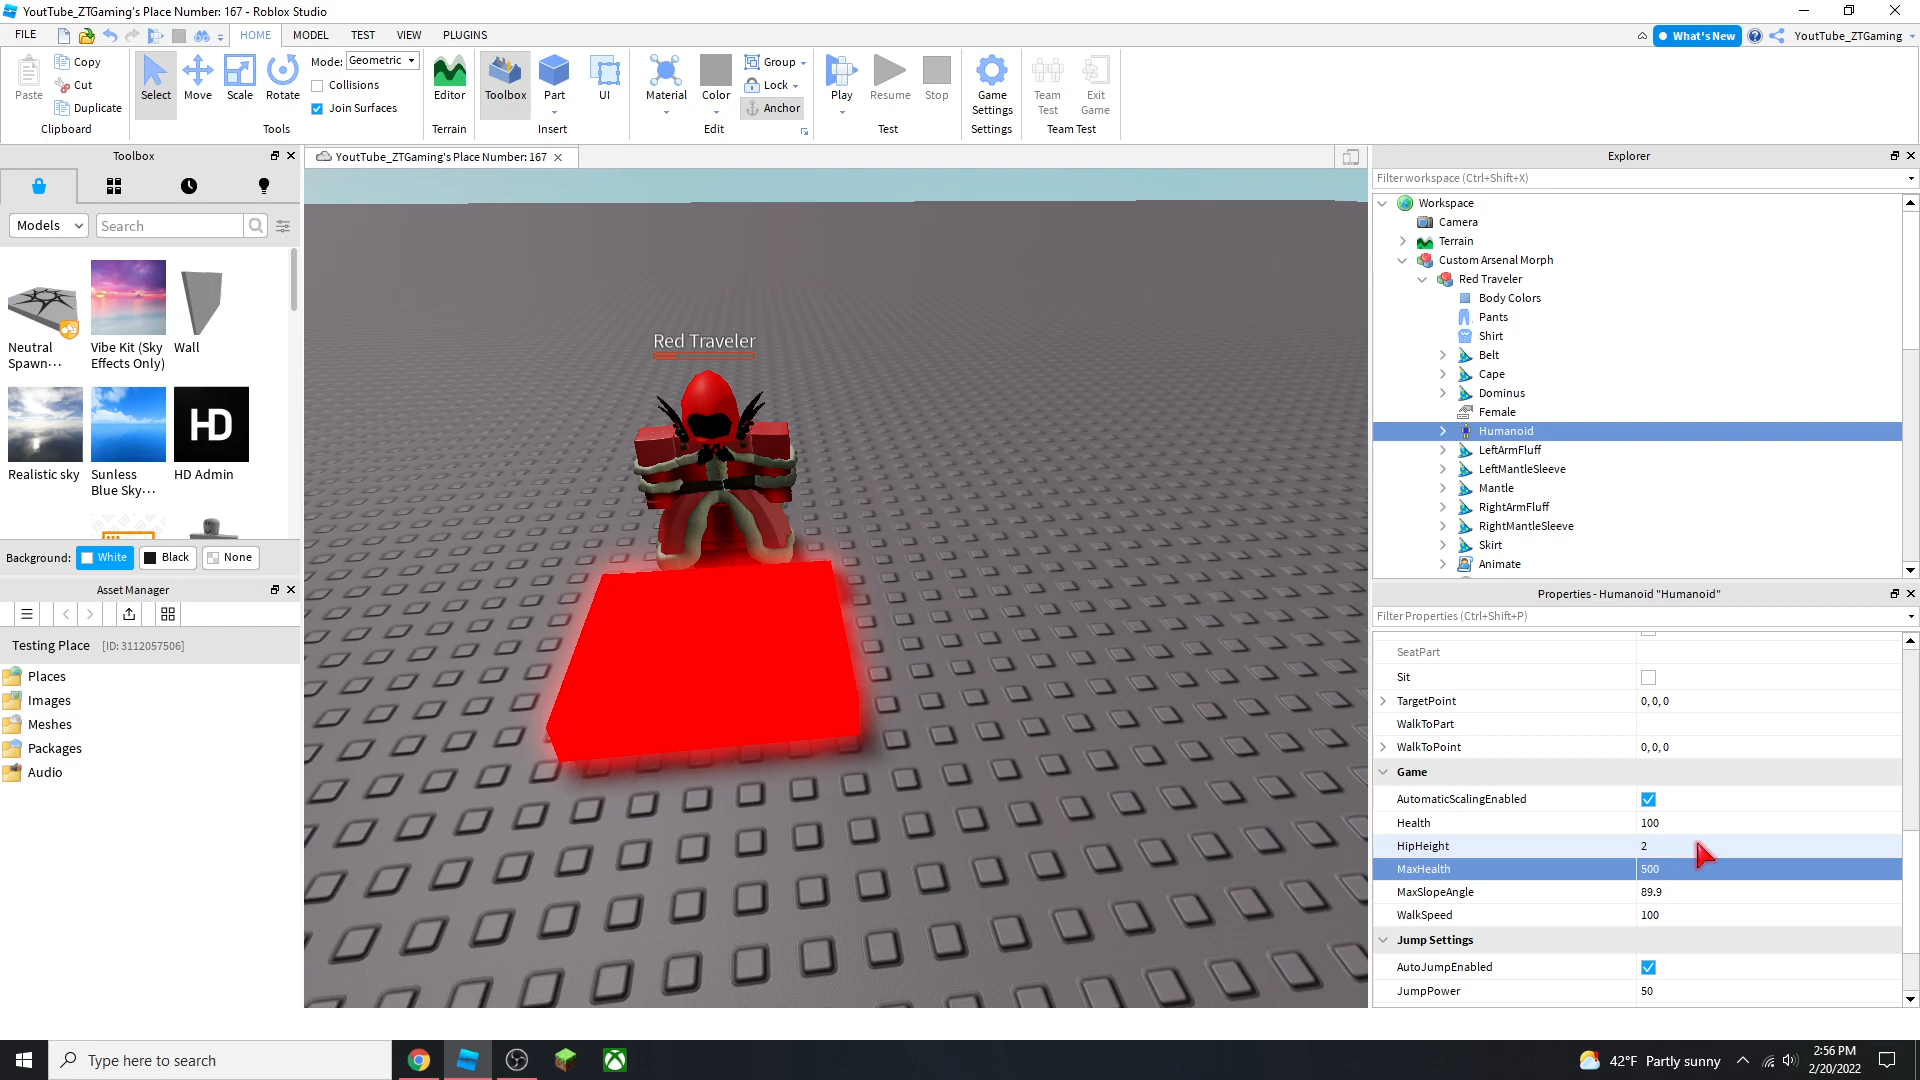 YoutTube_ZTGaming's Place Number: 167 - Roblox Studio
FILE
HOME
MODEL
TEST
VIEW
PLUGINS
What's New
YoutTube_ZTGaming
Paste
Copy
Cut
Duplicate
Clipboard
Select
Move
Scale
Rotate
Mode: Geometric
Collisions
Join Surfaces
Tools
Editor
Terrain
Toolbox
Part
UI
Insert
Material
Color
Group
Lock
Anchor
Edit
Play
Resume
Stop
Test
Game
Settings
Settings
Team
Test
Exit
Game
Team Test
Toolbox
Models
Search
Neutral
Spawn···
Vibe Kit (Sky
Effects Only)
Wall
HD
Realistic sky
Sunless
Blue Sky···
HD Admin
Background:
White
Black
None
Asset Manager
Testing Place [ID: 3112057506]
Places
Images
Meshes
Packages
Audio
YoutTube_ZTGaming's Place Number: 167
Red Traveler
Explorer
Filter workspace (Ctrl+Shift+X)
Workspace
Camera
Terrain
Custom Arsenal Morph
Red Traveler
Body Colors
Pants
Shirt
Belt
Cape
Dominus
Female
Humanoid
LeftArmFluff
LeftMantleSleeve
Mantle
RightArmFluff
RightMantleSleeve
Skirt
Animate
Properties - Humanoid "Humanoid"
Filter Properties (Ctrl+Shift+P)
SeatPart
Sit
TargetPoint 0, 0, 0
WalkToPart
WalkToPoint 0, 0, 0
Game
AutomaticScalingEnabled
Health 100
HipHeight 2
MaxHealth 500
MaxSlopeAngle 89.9
WalkSpeed 100
Jump Settings
AutoJumpEnabled
JumpPower 50
Type here to search
42°F Partly sunny
2:56 PM
2/20/2022